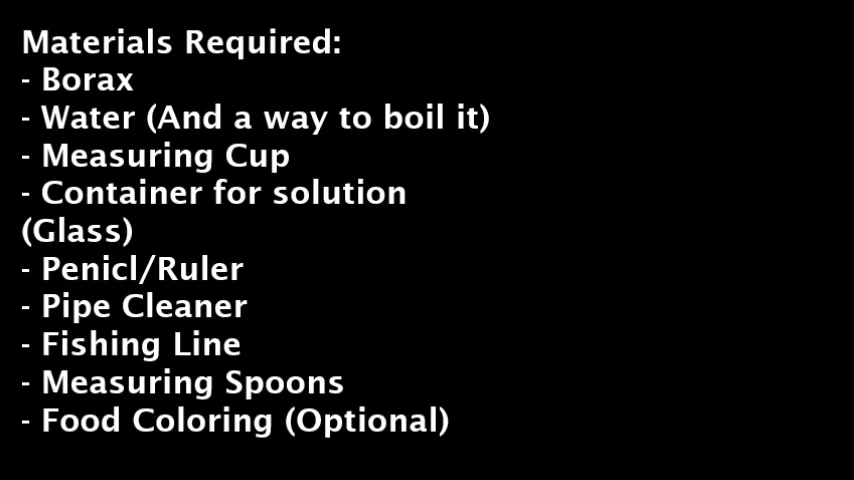 Materials Required:
- Borax
- Water (And a way to boil it)
- Measuring Cup
- Container for solution
(Glass)
- Penicl/Ruler
- Pipe Cleaner
- Fishing Line
- Measuring Spoons
- Food Coloring (Optional)